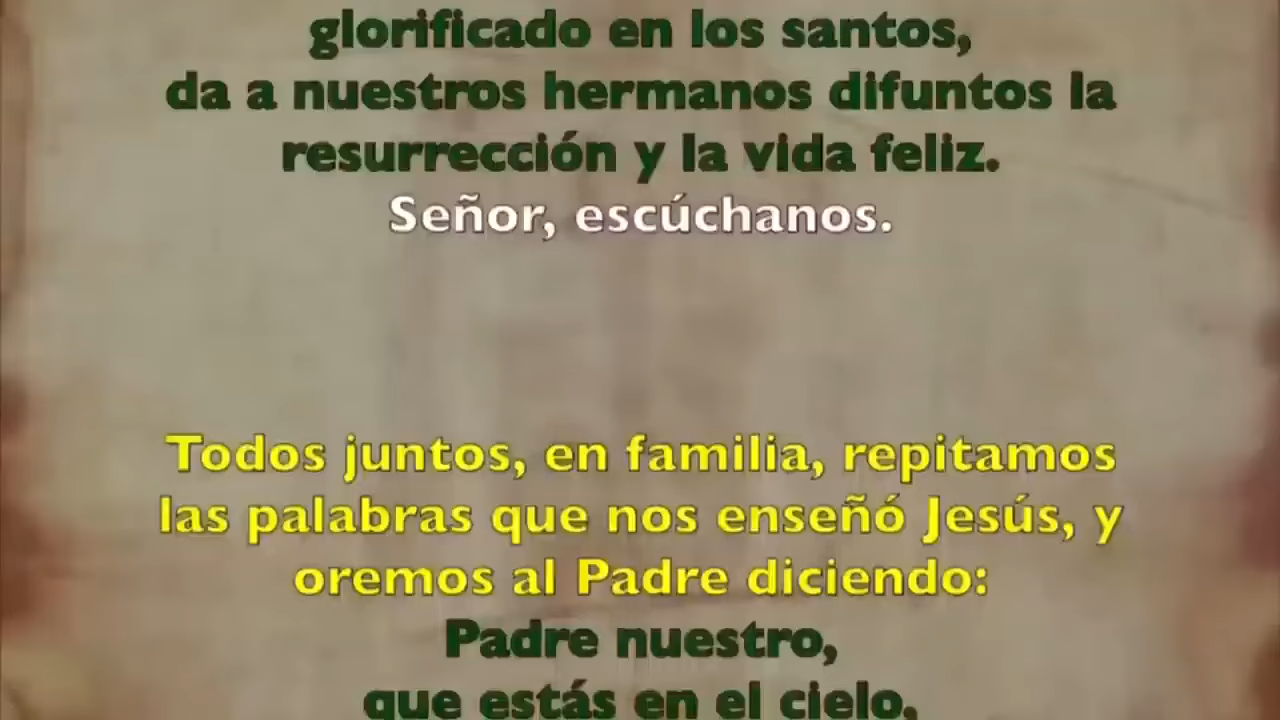 glorificado en los santos,
da a nuestros hermanos difuntos la
resurrección y la vida feliz.
Señor, escúchanos.
Todos juntos, en familia, repitamos
las palabras que nos enseñó Jesús, y
oremos al Padre diciendo:
Padre nuestro,
que estás en el cielo,